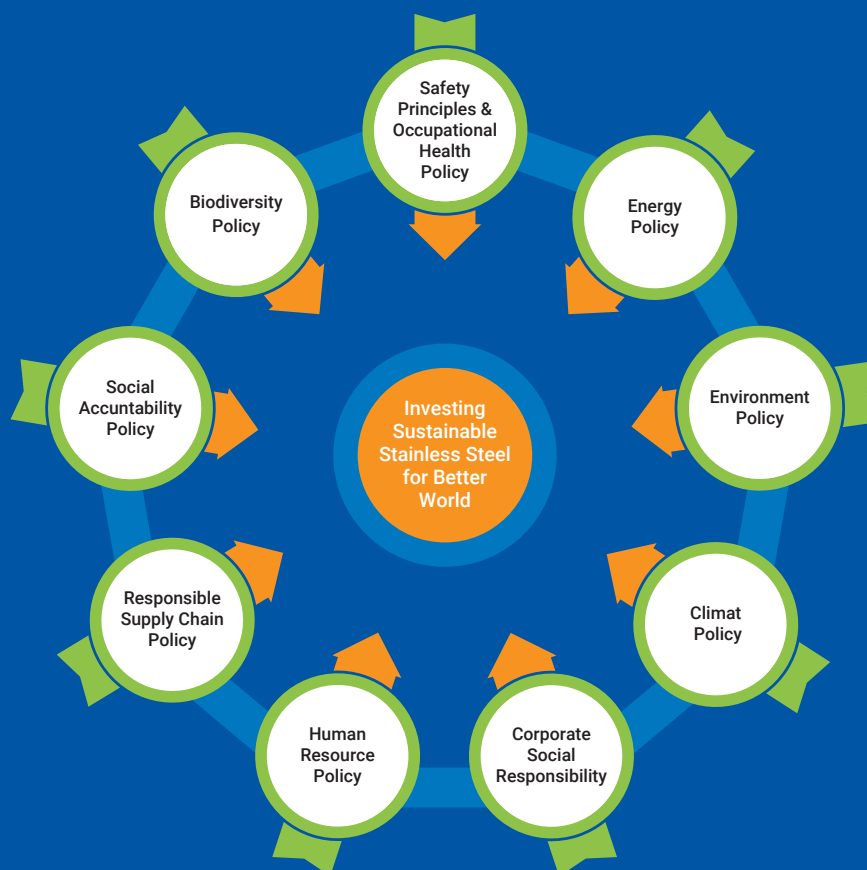 Safety
Principles &
Occupational
Health
Policy
Energy
Policy
Environment
Policy
Climat
Policy
Corporate
Social
Responsibility
Human
Resource
Policy
Responsible
Supply Chain
Policy
Social
Accuntability
Policy
Biodiversity
Policy
Investing
Sustainable
Stainless Steel
for Better
World